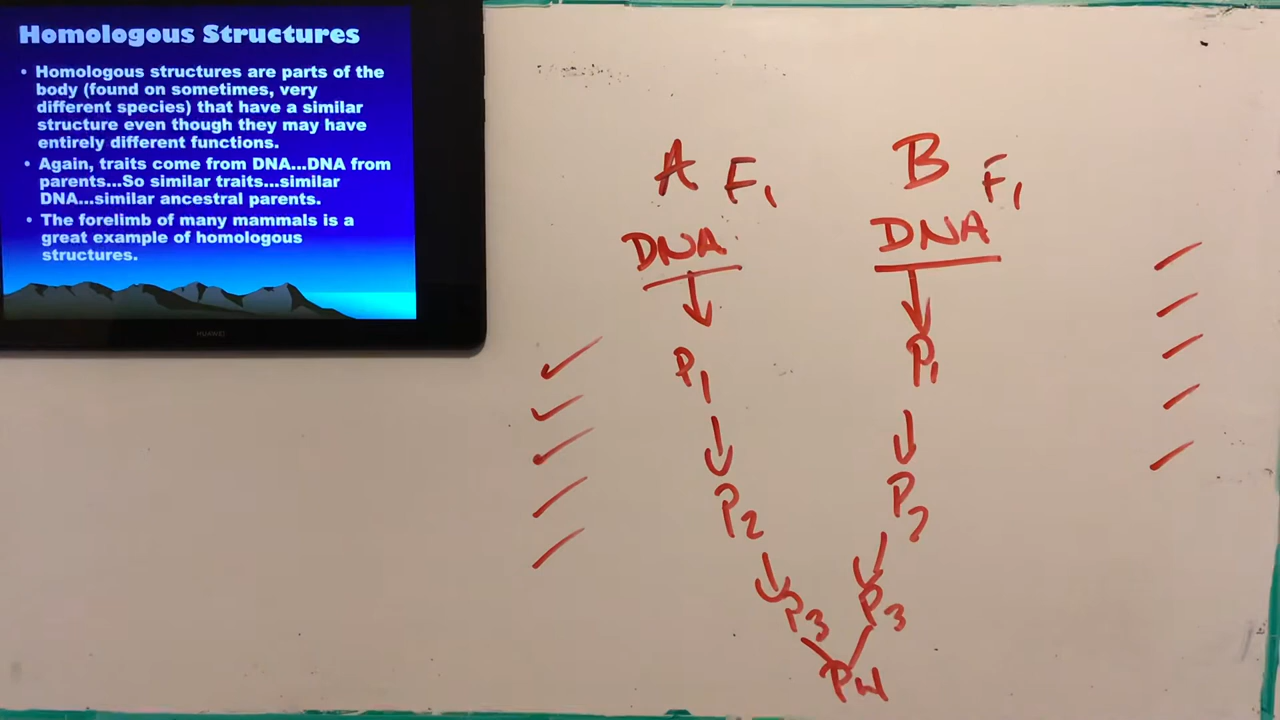 Homologous Structures
• Homologous structures are parts of the
body (found on sometimes, very
different species) that have a similar
structure even though they may have
entirely different functions.
• Again, traits come from DNA...DNA from
parents...So similar traits...similar
DNA...similar ancestral parents.
• The forelimb of many mammals is a
great example of homologous
structures.
HUAWEI
A F1
B F1
DNA
DNA
P1
P1
P2
P2
P3
P3
P4